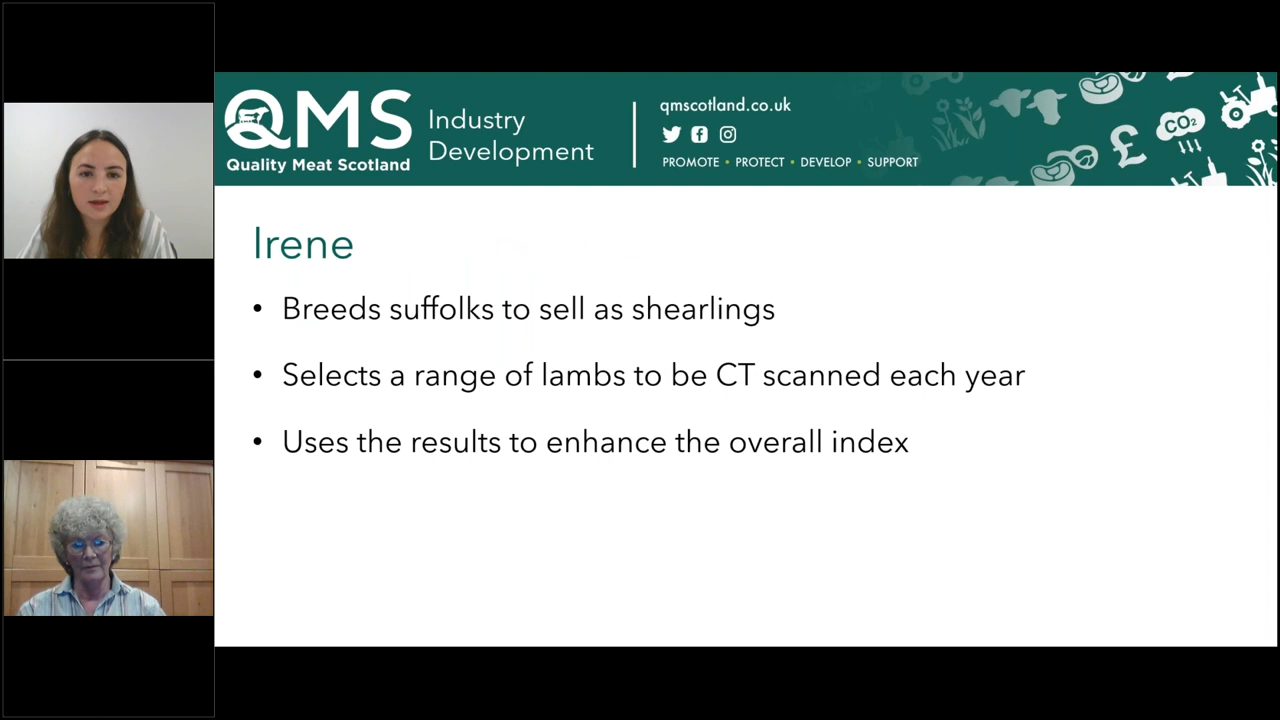 QMS
Quality Meat Scotland
Industry
Development
qmscotland.co.uk
PROMOTE • PROTECT • DEVELOP • SUPPORT
£
CO₂
Irene
• Breeds suffolks to sell as shearlings
• Selects a range of lambs to be CT scanned each year
• Uses the results to enhance the overall index